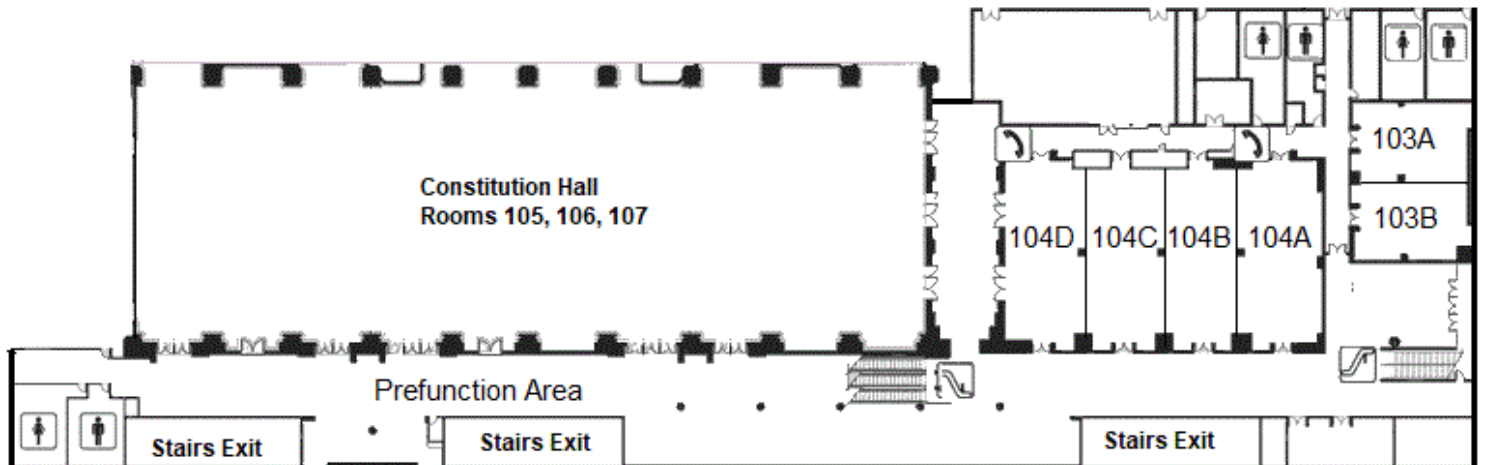 103A
Constitution Hall
Rooms 105, 106, 107
103B
104D
104C
104B
104A
Prefunction Area
Stairs Exit
Stairs Exit
Stairs Exit